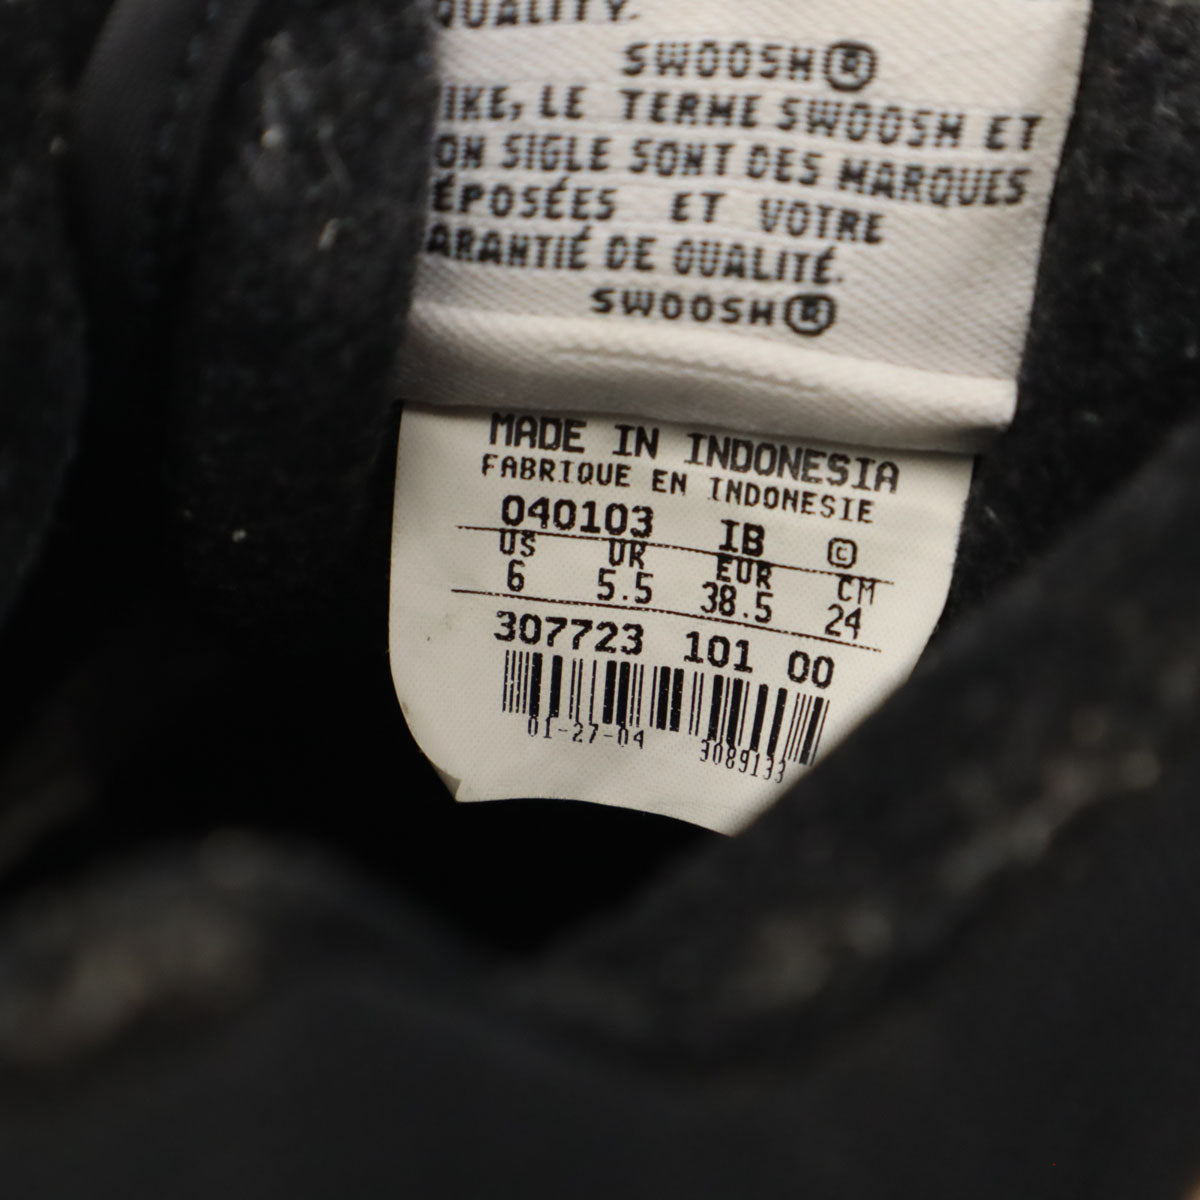 QUALITY.
SWOOSH®
IKE, LE TERME SWOOSH ET
ON SIGLE SONT DES MARQUES
ÉPOSÉES ET VOTRE
ARANTIÉ DE QUALITÉ.
SWOOSH®
MADE IN INDONESIA
FABRIQUE EN INDONESIE
040103 IB ©
US UK EUR CM
6 5.5 38.5 24
307723 101 00
01-27-04 3089133